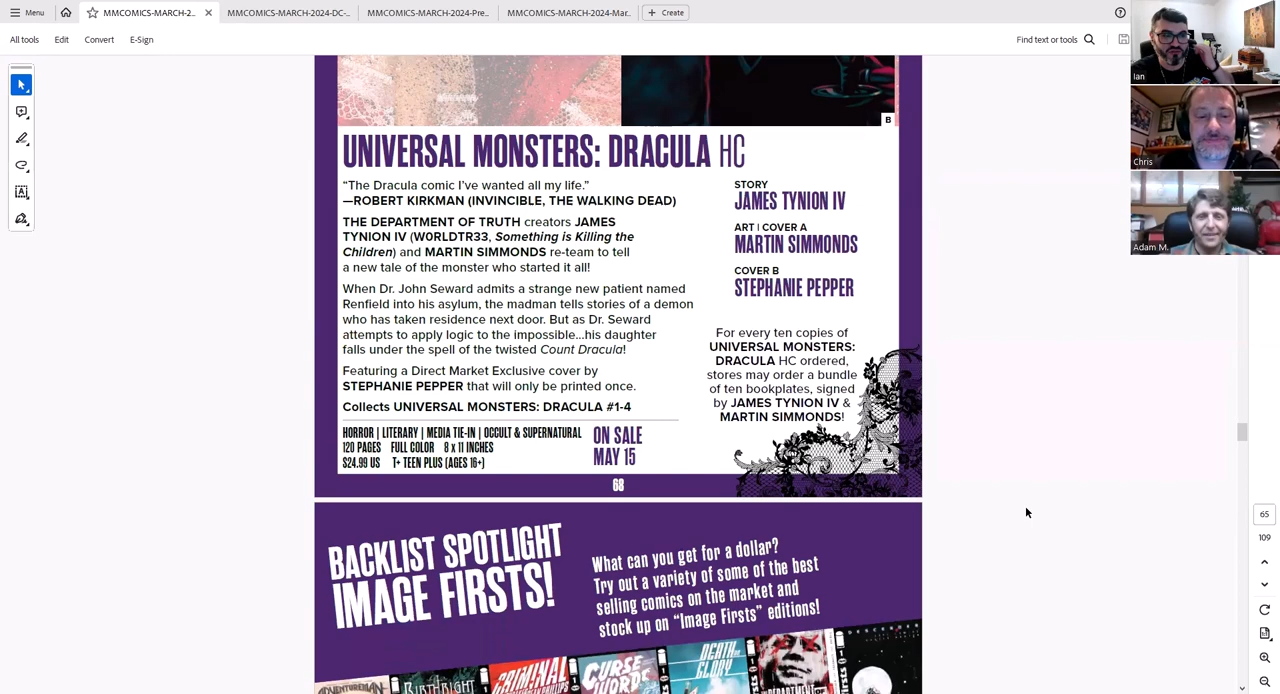 Menu
MMCOMICS-MARCH-2...
MMCOMICS-MARCH-2024-DC-...
MMCOMICS-MARCH-2024-Pre...
MMCOMICS-MARCH-2024-Mar...
+ Create
All tools
Edit
Convert
E-Sign
Find text or tools
Ian
Chris
Adam M.
B
UNIVERSAL MONSTERS: DRACULA HC
“The Dracula comic I’ve wanted all my life.”
—ROBERT KIRKMAN (INVINCIBLE, THE WALKING DEAD)
THE DEPARTMENT OF TRUTH creators JAMES
TYNION IV (W0RLDTR33, Something is Killing the
Children) and MARTIN SIMMONDS re-team to tell
a new tale of the monster who started it all!
When Dr. John Seward admits a strange new patient named
Renfield into his asylum, the madman tells stories of a demon
who has taken residence next door. But as Dr. Seward
attempts to apply logic to the impossible...his daughter
falls under the spell of the twisted Count Dracula!
Featuring a Direct Market Exclusive cover by
STEPHANIE PEPPER that will only be printed once.
Collects UNIVERSAL MONSTERS: DRACULA #1-4
HORROR | LITERARY | MEDIA TIE-IN | OCCULT & SUPERNATURAL
120 PAGES FULL COLOR 8 x 11 INCHES
$24.99 US T+ TEEN PLUS (AGES 16+)
ON SALE
MAY 15
STORY
JAMES TYNION IV
ART | COVER A
MARTIN SIMMONDS
COVER B
STEPHANIE PEPPER
For every ten copies of
UNIVERSAL MONSTERS:
DRACULA HC ordered,
stores may order a bundle
of ten bookplates, signed
by JAMES TYNION IV &
MARTIN SIMMONDS!
68
65
109
BACKLIST SPOTLIGHT
IMAGE FIRSTS!
What can you get for a dollar?
Try out a variety of some of the best
selling comics on the market and
stock up on “Image Firsts” editions!
ADVENTUREMAN
BIRTHRIGHT
CRIMINAL
CURSE
WORDS
DEATH
GLORY